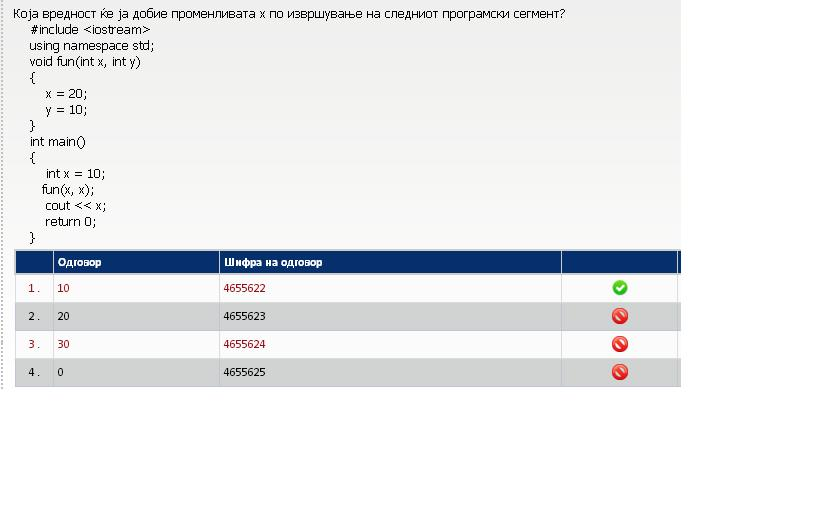 Која вредност ќе ја добие променливата x по извршување на следниот програмски сегмент?
#include <iostream>
using namespace std;
void fun(int x, int y)
{
x = 20;
y = 10;
}
int main()
{
int x = 10;
fun(x, x);
cout << x;
return 0;
}
Одговор Шифра на одговор
1. 10 4655622
2. 20 4655623
3. 30 4655624
4. 0 4655625